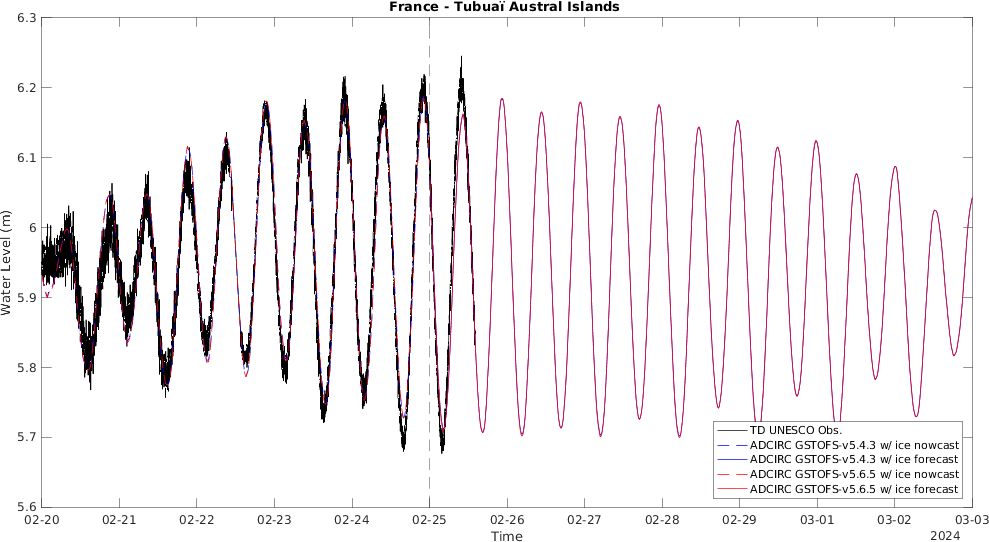 France - Tubuaï Austral Islands
Water Level (m)
6.3
6.2
6.1
6
5.9
5.8
5.7
5.6
TD UNESCO Obs.
ADCIRC GSTOFS-v5.4.3 w/ ice nowcast
ADCIRC GSTOFS-v5.4.3 w/ ice forecast
ADCIRC GSTOFS-v5.6.5 w/ ice nowcast
ADCIRC GSTOFS-v5.6.5 w/ ice forecast
02-20 02-21 02-22 02-23 02-24 02-25 02-26 02-27 02-28 02-29 03-01 03-02 03-03
Time
2024